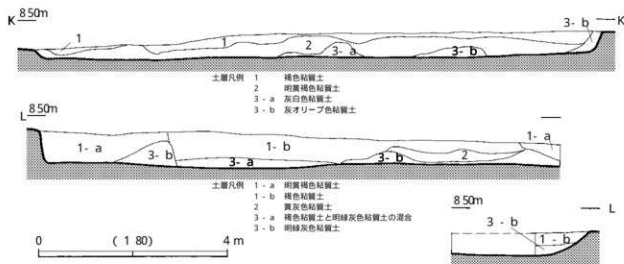 K 8 50m K
1 1 2 3- a 3- b 3- b
土層凡例 1 褐色粘質土
2 明黄褐色粘質土
3 - a 灰白色粘質土
3 - b 灰オリーブ色粘質土
L 8 50m
1- a 3- b 1- b 3- a 3- b 2 1- a
土層凡例 1 - a 明黄褐色粘質土
1 - b 褐色粘質土
2 黄灰色粘質土
3 - a 褐色粘質土と明緑灰色粘質土の混合
3 - b 明緑灰色粘質土
8 50m L
3 - b
1 - b
0 ( 1 80) 4 m